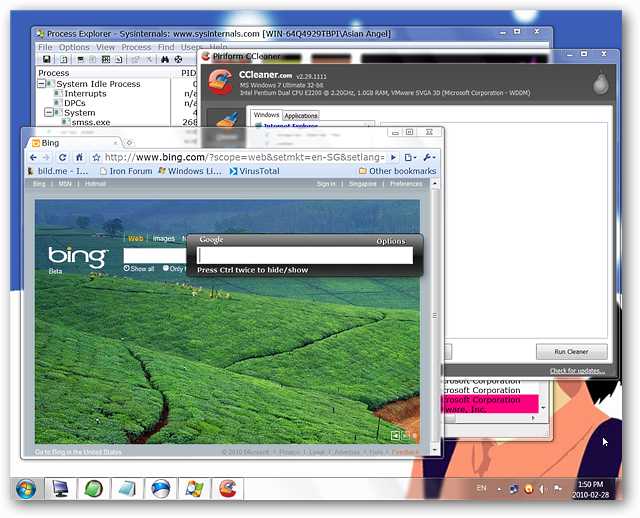 Process Explorer - Sysinternals: www.sysinternals.com [WIN-64Q4929TBPI\Asian Angel]
File Options View Process Find Users Help
Process PID
System Idle Process 0
Interrupts n/a
DPCs n/a
System 4
smss.exe 268
Piriform CCleaner
CCleaner.com v2.29.1111
MS Windows 7 Ultimate 32-bit
Intel Pentium Dual CPU E2200 @ 2.20GHz, 1.0GB RAM, VMware SVGA 3D (Microsoft Corporation - WDDM)
Windows Applications
Internet Explorer
Bing
http://www.bing.com/?scope=web&setmkt=en-SG&setlang=
bild.me - I... Iron Forum Windows Li... VirusTotal Other bookmarks
Bing | MSN | Hotmail Sign in | Singapore | Preferences
Web Images
bing
Beta
Show all Only
Google Options
Press Ctrl twice to hide/show
Run Cleaner
Check for updates...
crosoft Corporation
crosoft Corporation
crosoft Corporation
ware, Inc.
Go to Bing in the United States © 2010 Microsoft | Privacy | Legal | Advertise | Help | Feedback
EN 1:50 PM
2010-02-28